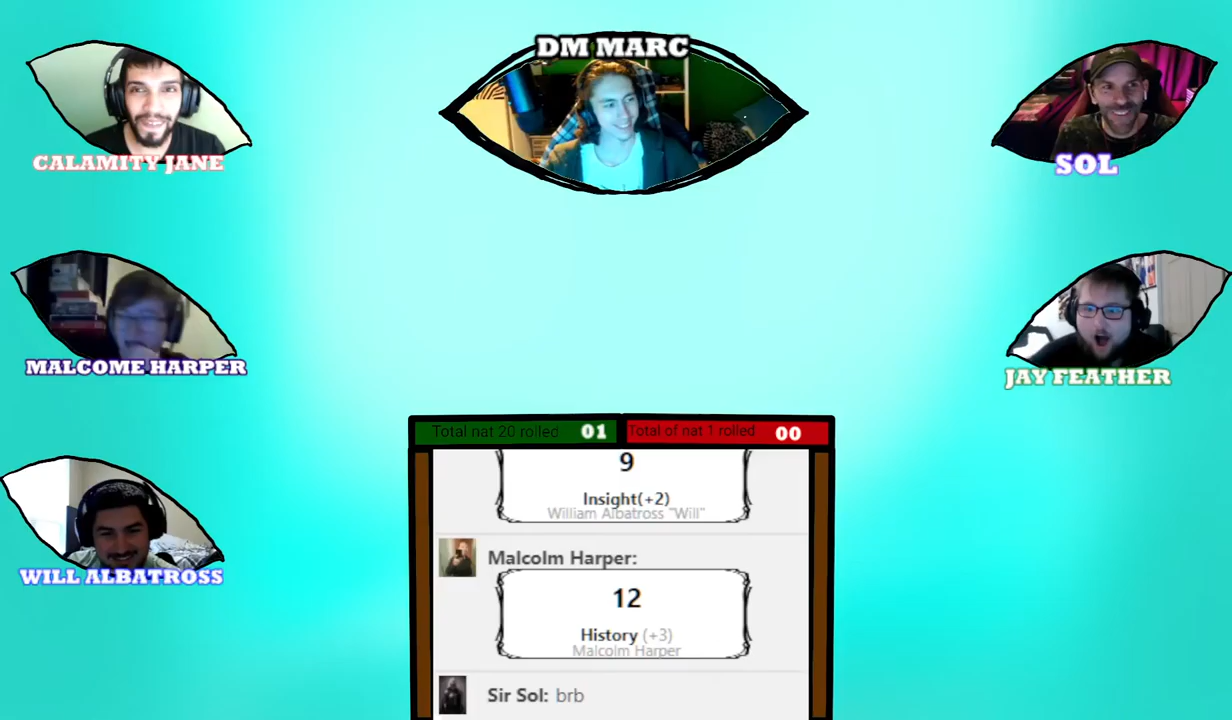 DM MARC
CALAMITY JANE
SOL
MALCOME HARPER
JAY FEATHER
WILL ALBATROSS
Total nat 20 rolled 01
Total of nat 1 rolled 00
9
Insight(+2)
William Albatross "Will"
Malcolm Harper:
12
History (+3)
Malcolm Harper
Sir Sol: brb